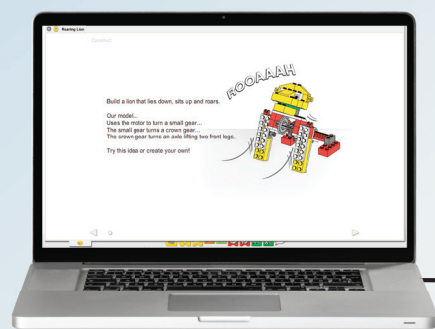 Roaring Lion
ROOAAAH
Build a lion that lies down, sits up and roars.
Our model...
Uses the motor to turn a small gear...
The small gear turns a crown gear...
The crown gear turns an axle lifting two front legs.
Try this idea or create your own!